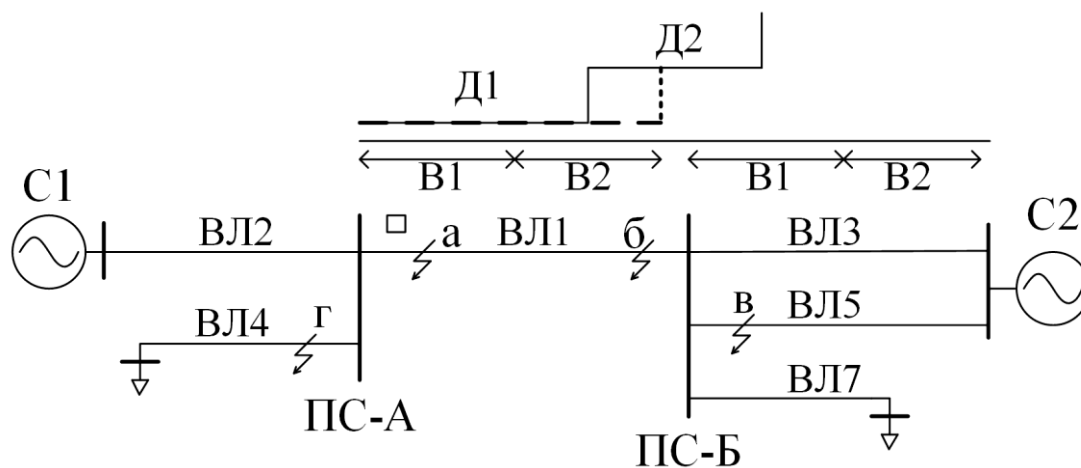 Д2
Д1
В1 В2 В1 В2
С1 С2
ВЛ2 а ВЛ1 б ВЛ3
ВЛ4 г в ВЛ5
ВЛ7
ПС-А
ПС-Б